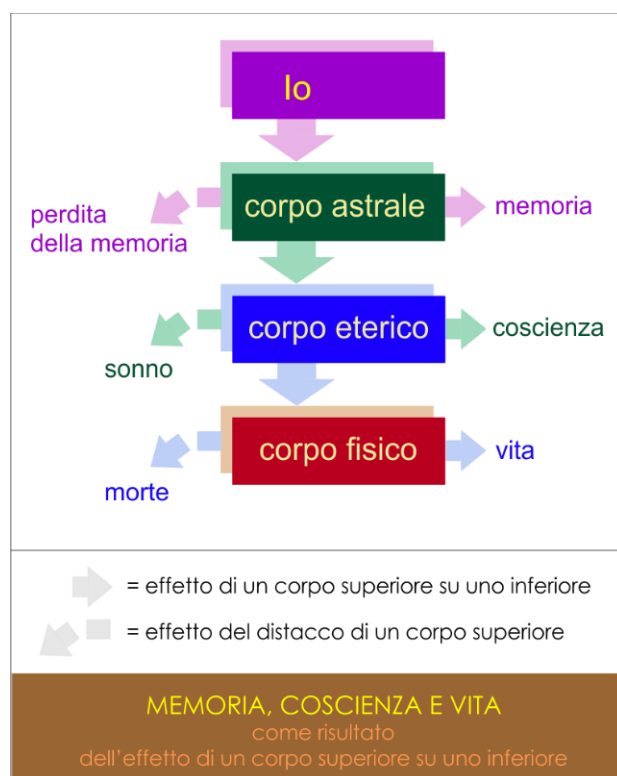 Io
corpo astrale
perdita
della memoria
memoria
corpo eterico
sonno
coscienza
corpo fisico
morte
vita
= effetto di un corpo superiore su uno inferiore
= effetto del distacco di un corpo superiore
MEMORIA, COSCIENZA E VITA
come risultato
dell'effetto di un corpo superiore su uno inferiore